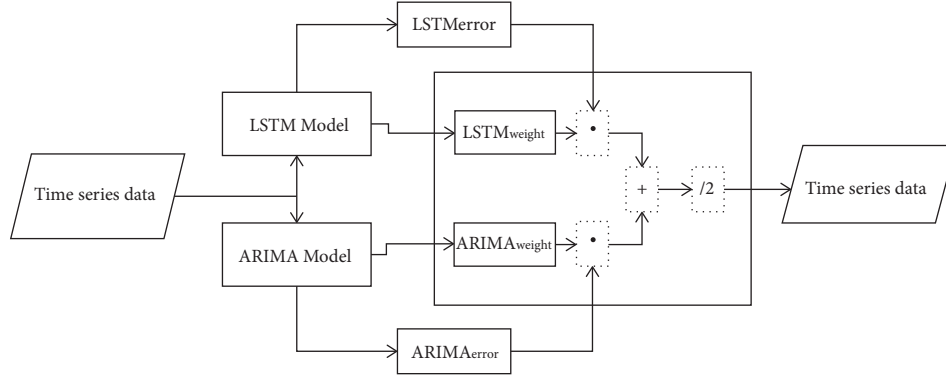 LSTMerror
LSTM Model
LSTMweight
•
Time series data
+
/2
Time series data
ARIMA Model
ARIMAweight
•
ARIMAerror